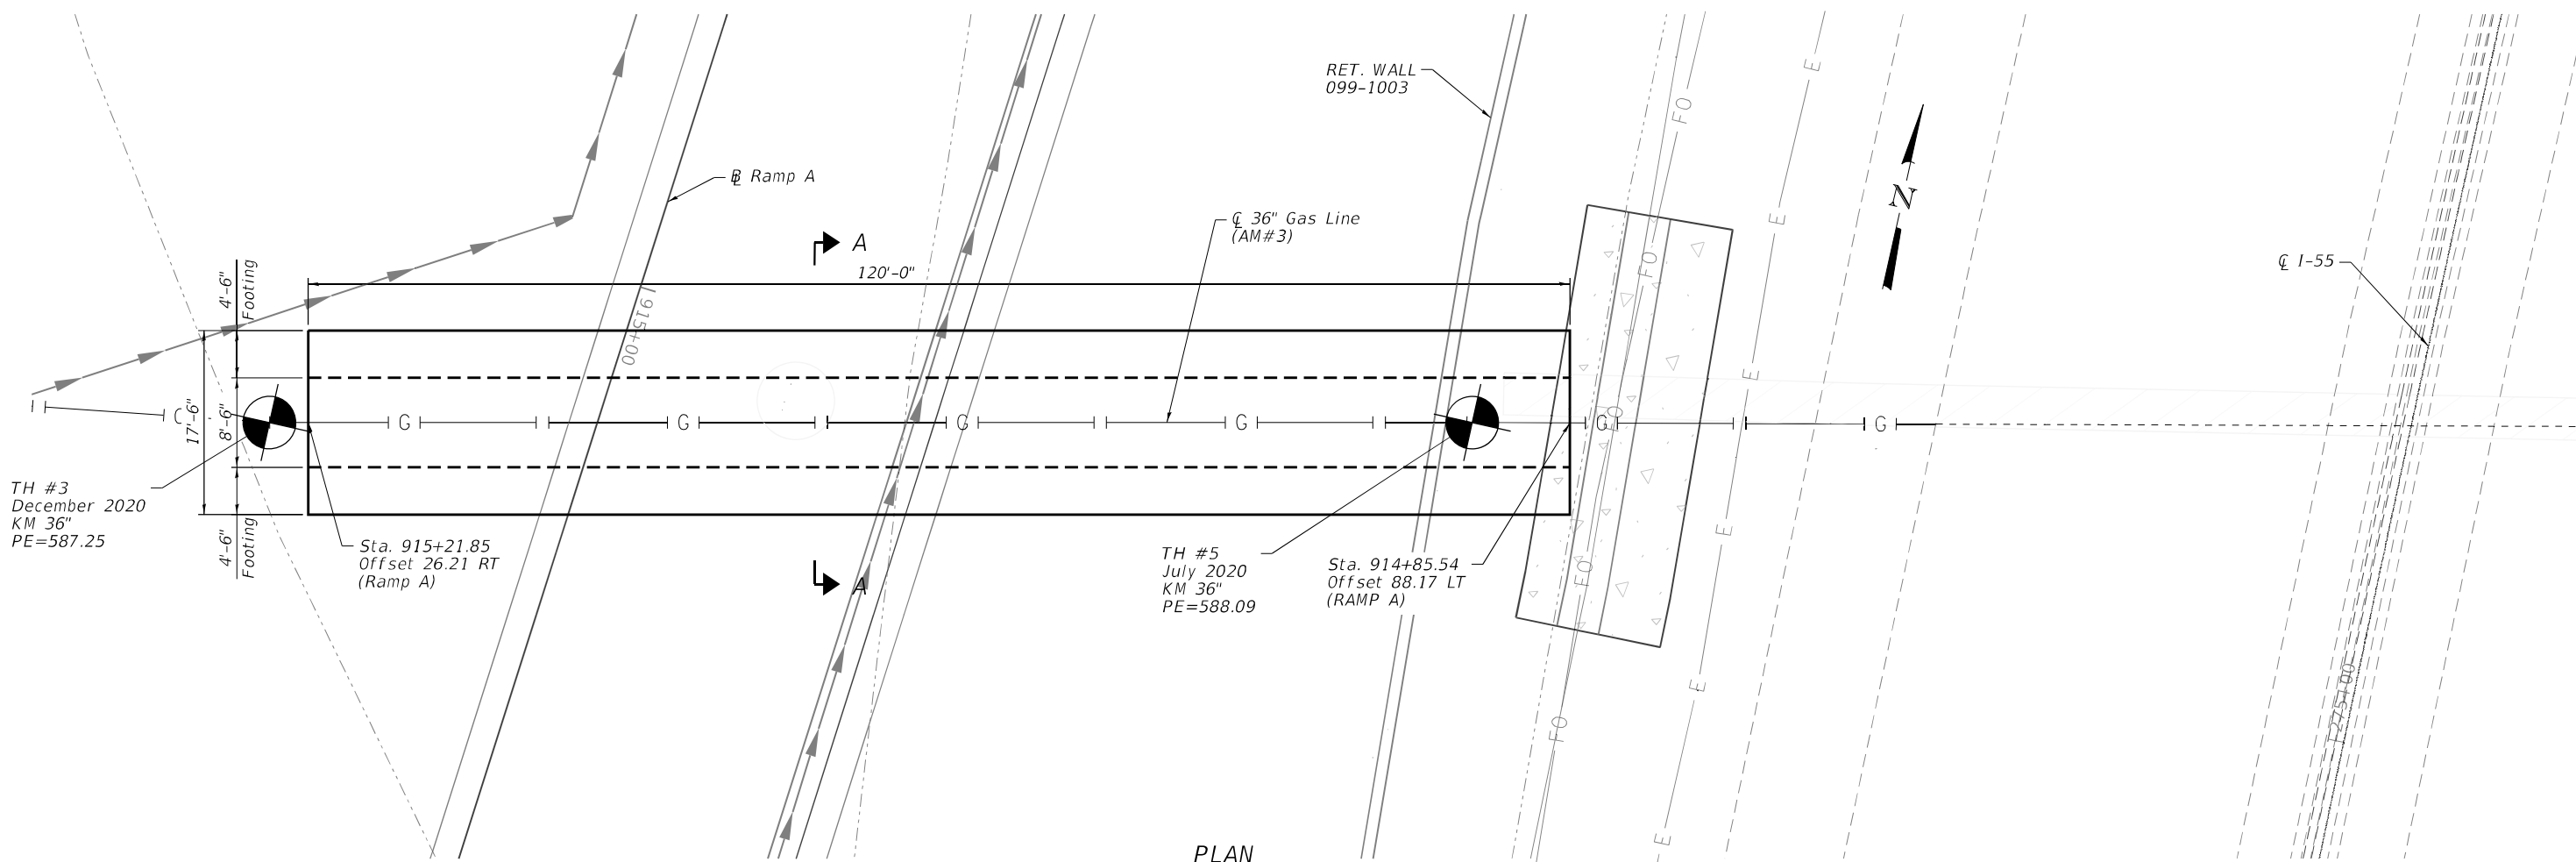 RET. WALL
099-1003
FO
E
N
℄ Ramp A
A
℄ 36" Gas Line
(AM#3)
FO
E
120'-0"
4'-6"
Footing
℄ I-55
915+00
E
17'-6"
8'-6"
G
G
G
G
G
G
FO
TH #3
December 2020
KM 36"
PE=587.25
4'-6"
Footing
Sta. 915+21.85
Offset 26.21 RT
(Ramp A)
A
TH #5
July 2020
KM 36"
PE=588.09
Sta. 914+85.54
Offset 88.17 LT
(RAMP A)
FO
E
E
FO
1275+00
E
PLAN